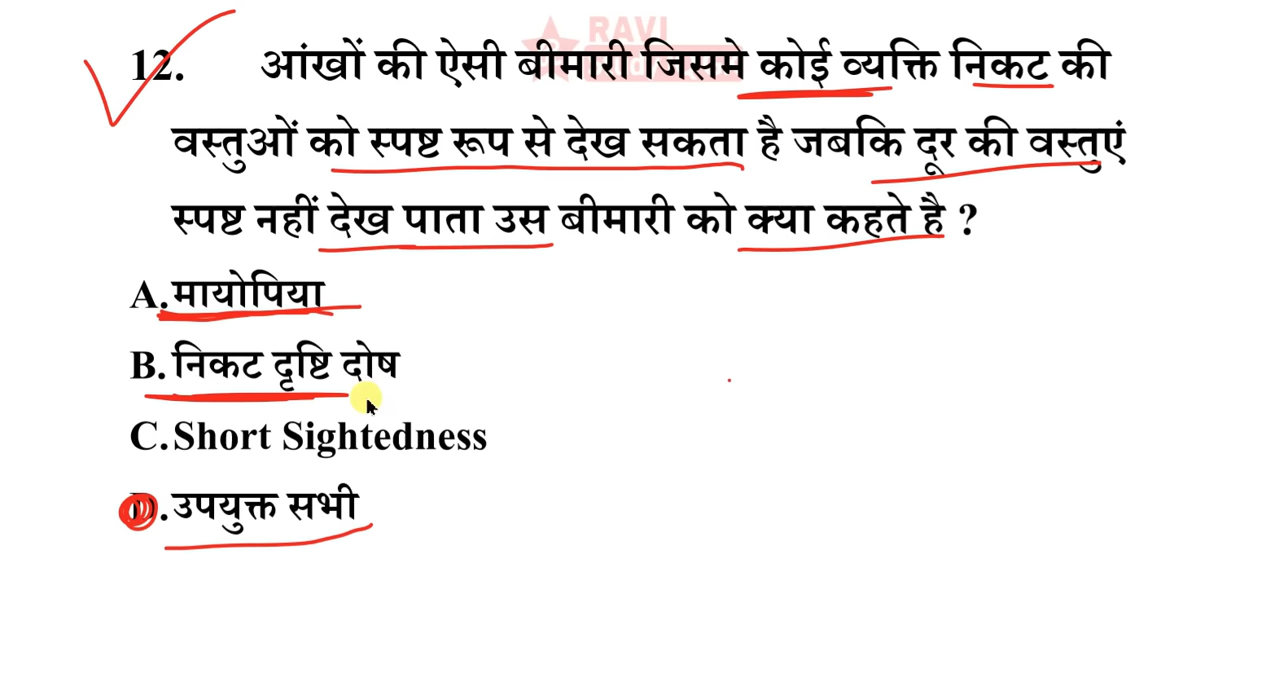 RAVI
12. आंखों की ऐसी बीमारी जिसमे कोई व्यक्ति निकट की
वस्तुओं को स्पष्ट रूप से देख सकता है जबकि दूर की वस्तुएं
स्पष्ट नहीं देख पाता उस बीमारी को क्या कहते है ?
A. मायोपिया
B. निकट दृष्टि दोष
C. Short Sightedness
D. उपयुक्त सभी